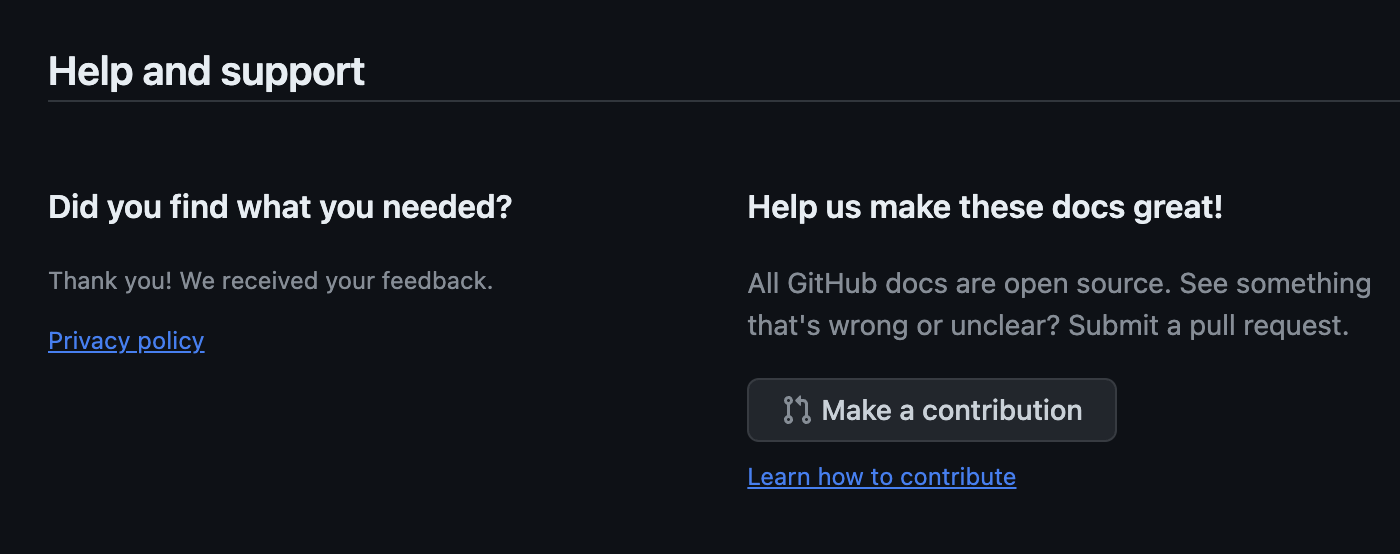 Help and support
Did you find what you needed?
Thank you! We received your feedback.
Privacy policy
Help us make these docs great!
All GitHub docs are open source. See something
that's wrong or unclear? Submit a pull request.
Make a contribution
Learn how to contribute